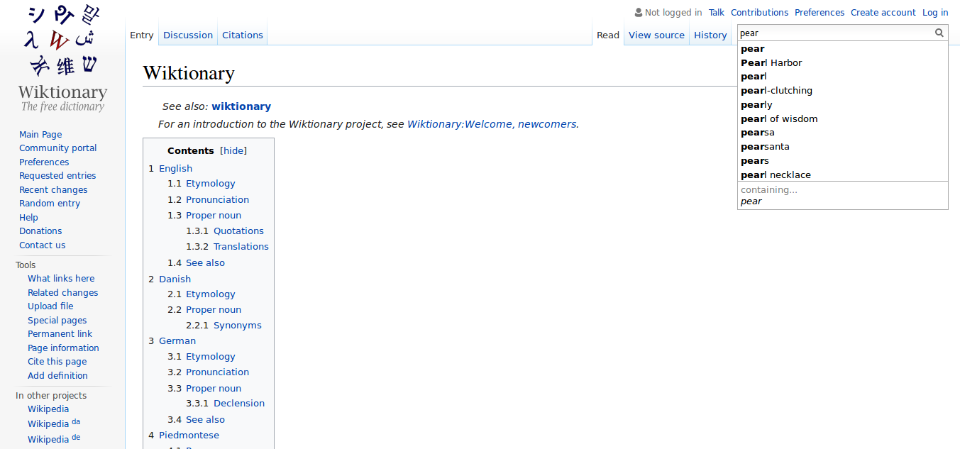 シ 말
λ W ش
维 ש
Wiktionary
The free dictionary
Not logged in Talk Contributions Preferences Create account Log in
Entry Discussion Citations Read View source History pear
pear
Pearl Harbor
pearl
pearl-clutching
pearly
pearl of wisdom
pearsa
pearsanta
pears
pearl necklace
containing...
pear
Main Page
Community portal
Preferences
Requested entries
Recent changes
Random entry
Help
Donations
Contact us
Tools
What links here
Related changes
Upload file
Special pages
Permanent link
Page information
Cite this page
Add definition
In other projects
Wikipedia
Wikipedia da
Wikipedia de
Wiktionary
See also: wiktionary
For an introduction to the Wiktionary project, see Wiktionary:Welcome, newcomers.
Contents [hide]
1 English
1.1 Etymology
1.2 Pronunciation
1.3 Proper noun
1.3.1 Quotations
1.3.2 Translations
1.4 See also
2 Danish
2.1 Etymology
2.2 Proper noun
2.2.1 Synonyms
3 German
3.1 Etymology
3.2 Pronunciation
3.3 Proper noun
3.3.1 Declension
3.4 See also
4 Piedmontese